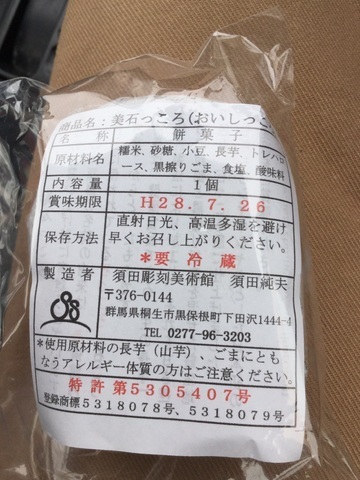 商品名：美石っころ(おいしっこ
名称 餅菓子
原材料名 糯米、砂糖、小豆、長芋、トレハロ
ース、黒擦りごま、食塩、酸味料
内容量 1個
賞味期限 H28.7.26
保存方法 直射日光、高温多湿を避け
早くお召し上がりください。
*要冷蔵
製造者 須田彫刻美術館 須田純夫
〒376-0144
群馬県桐生市黒保根町下田沢1444-4
TEL 0277-96-3203
*使用原材料の長芋（山芋）、ごまにとも
なうアレルギー体質の方はご注意ください。
特許第5305407号
登録商標5318078号、5318079号